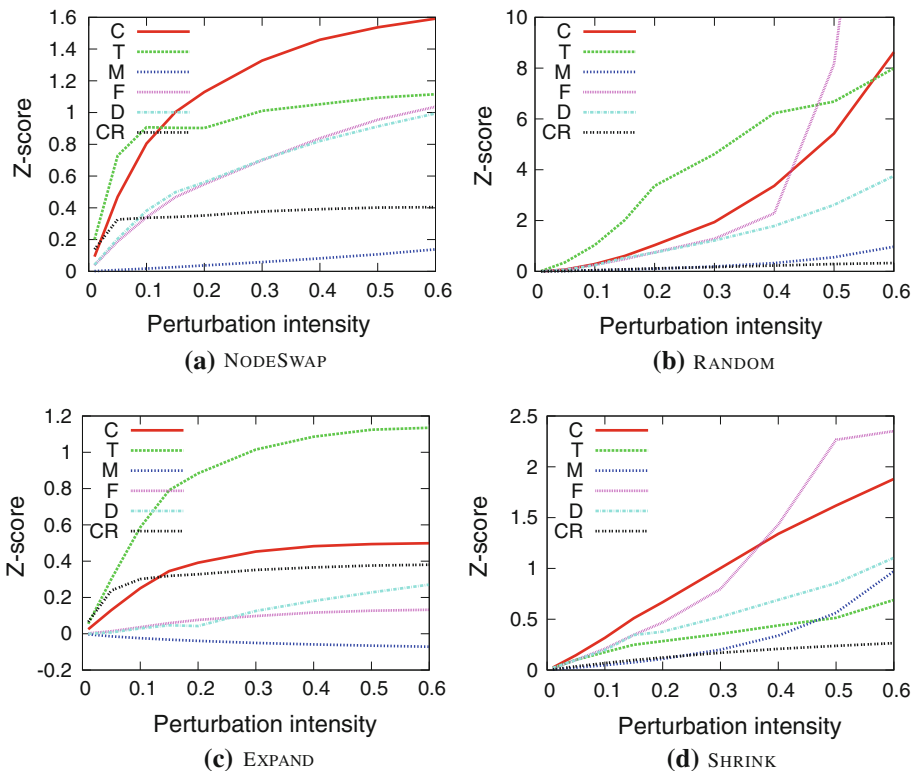 C
T
M
F
D
CR
Z-score
1.6
1.4
1.2
1
0.8
0.6
0.4
0.2
0
0 0.1 0.2 0.3 0.4 0.5 0.6
Perturbation intensity
(a) NODESWAP
C
T
M
F
D
CR
Z-score
10
8
6
4
2
0
0 0.1 0.2 0.3 0.4 0.5 0.6
Perturbation intensity
(b) RANDOM
C
T
M
F
D
CR
Z-score
1.2
1
0.8
0.6
0.4
0.2
0
-0.2
0 0.1 0.2 0.3 0.4 0.5 0.6
Perturbation intensity
(c) EXPAND
C
T
M
F
D
CR
Z-score
2.5
2
1.5
1
0.5
0
0 0.1 0.2 0.3 0.4 0.5 0.6
Perturbation intensity
(d) SHRINK